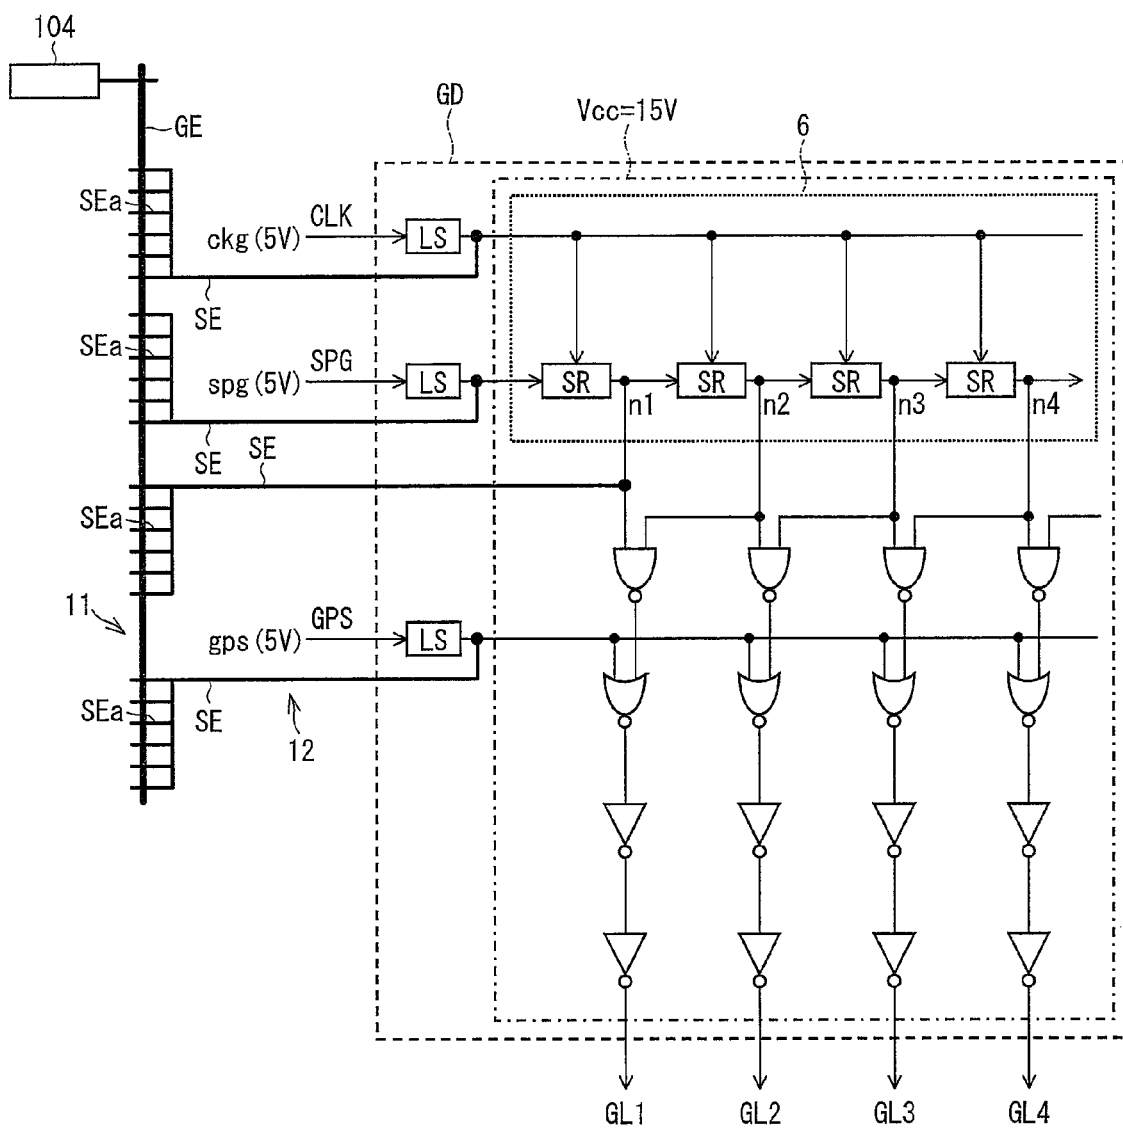 104
GD
Vcc=15V
6
GE
SEa
CLK
ckg(5V)
LS
SE
SEa
SPG
spg(5V)
LS
SR
SR
SR
SR
n1
n2
n3
n4
SE
SE
SEa
11
GPS
gps(5V)
LS
SEa
SE
12
GL1
GL2
GL3
GL4